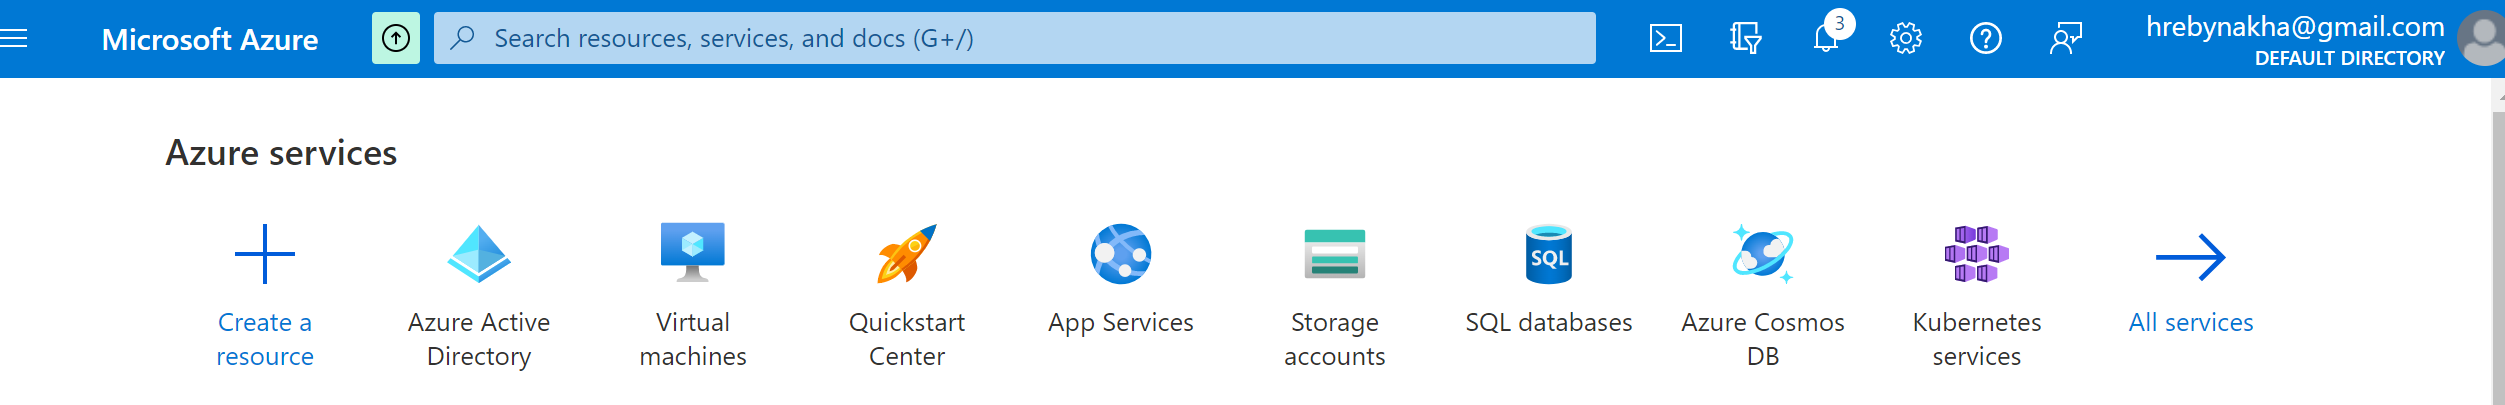 Microsoft Azure
Search resources, services, and docs (G+/)
3
hrebynakha@gmail.com
DEFAULT DIRECTORY
Azure services
Create a
resource
Azure Active
Directory
Virtual
machines
Quickstart
Center
App Services
Storage
accounts
SQL
SQL databases
Azure Cosmos
DB
Kubernetes
services
All services